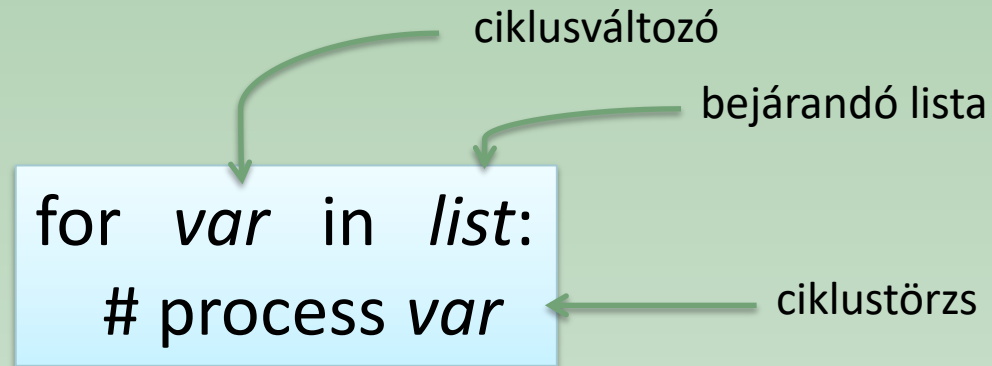 ciklusváltozó
bejárandó lista
for var in list:
# process var
ciklustörzs